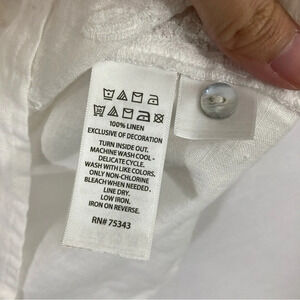 100% LINEN
EXCLUSIVE OF DECORATION
TURN INSIDE OUT.
MACHINE WASH COOL -
DELICATE CYCLE.
WASH WITH LIKE COLORS.
ONLY NON-CHLORINE
BLEACH WHEN NEEDED.
LINE DRY.
LOW IRON,
IRON ON REVERSE.
RN# 75343